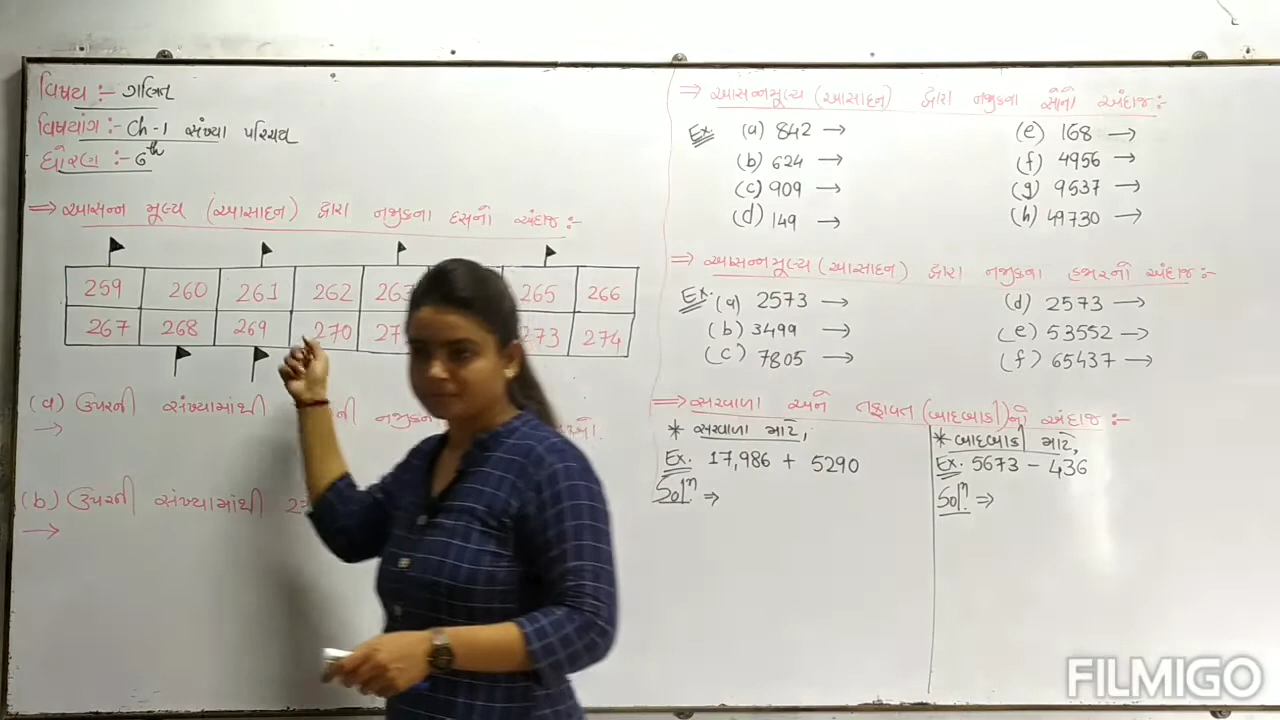 વિષય :- ગણિત
વિષયાંગ :- Ch-1 સંખ્યા પરિચય
ધોરણ :- 6th
⇒ આસન્ન મૂલ્ય (આસાદન) દ્વારા નજીકના દસનો અંદાજ :-
259 260 261 262 263 265 266
267 268 269 270 273 274
(a) ઉપરની સંખ્યામાંથી ની
→
(b) ઉપરની સંખ્યામાંથી
→
⇒ આસન્નમૂલ્ય (આસાદન) દ્વારા નજીકના સોનો અંદાજ :-
Ex. (a) 842 → (e) 168 →
(b) 624 → (f) 4956 →
(c) 909 → (g) 9537 →
(d) 149 → (h) 49730 →
⇒ આસન્નમૂલ્ય (આસાદન) દ્વારા નજીકના હજારનો અંદાજ :-
Ex. (a) 2573 → (d) 2573 →
(b) 3499 → (e) 53552 →
(c) 7805 → (f) 65437 →
⇒ સરવાળા અને તફાવત (બાદબાકી)નો અંદાજ :-
* સરવાળા માટે,
Ex. 17,986 + 5290
Solⁿ. ⇒
* બાદબાકી માટે,
Ex. 5673 - 436
Solⁿ. ⇒
FILMIGO